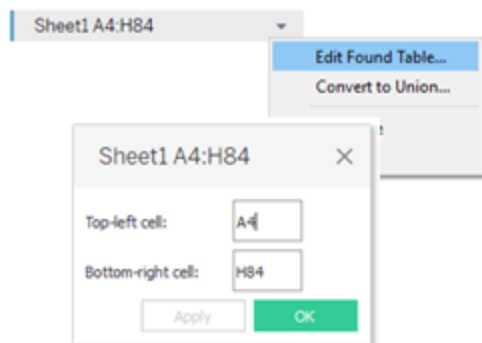 Sheet1 A4:H84
Edit Found Table...
Convert to Union...
Sheet1 A4:H84
Top-left cell:
A4
Bottom-right cell:
H84
Apply
OK